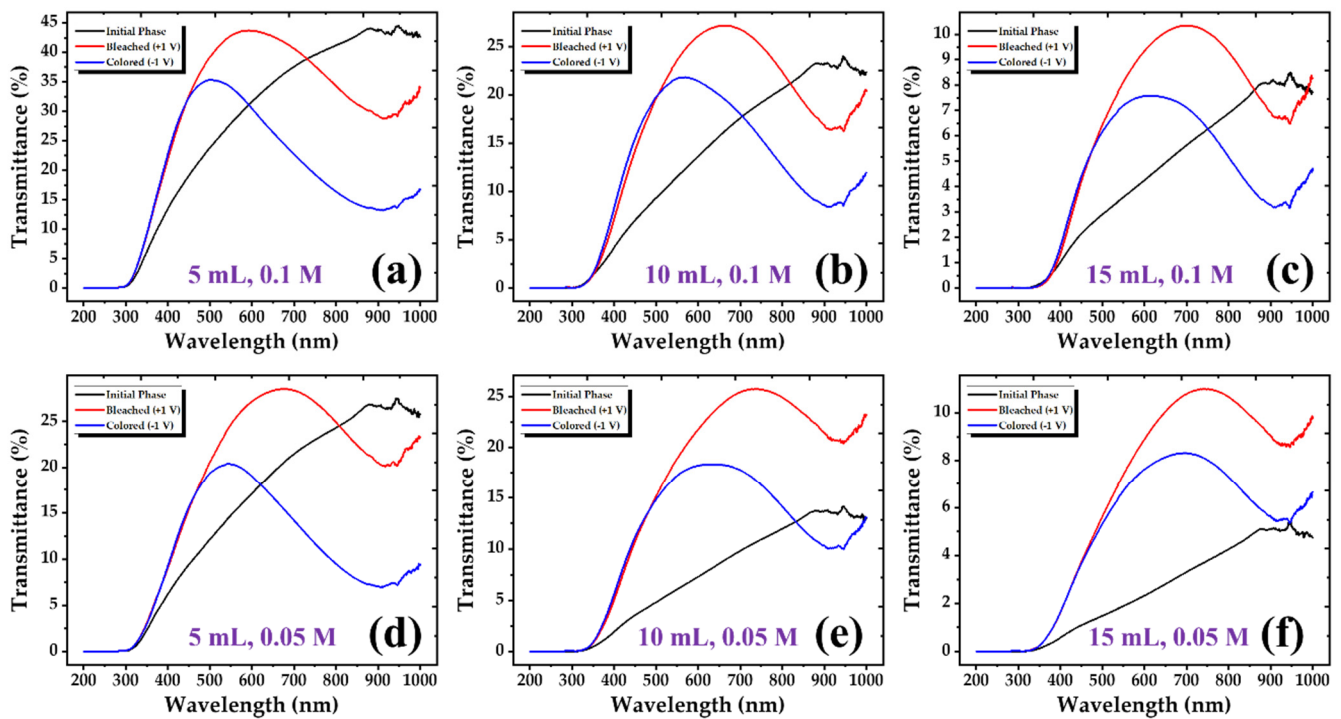 45
40
35
30
25
20
15
10
5
0
Transmittance (%)
Initial Phase
Bleached (+1 V)
Colored (-1 V)
5 mL, 0.1 M
(a)
200 300 400 500 600 700 800 900 1000
Wavelength (nm)
25
20
15
10
5
0
Transmittance (%)
Initial Phase
Bleached (+1 V)
Colored (-1 V)
10 mL, 0.1 M
(b)
200 300 400 500 600 700 800 900 1000
Wavelength (nm)
10
9
8
7
6
5
4
3
2
1
0
Transmittance (%)
Initial Phase
Bleached (+1 V)
Colored (-1 V)
15 mL, 0.1 M
(c)
200 300 400 500 600 700 800 900 1000
Wavelength (nm)
30
25
20
15
10
5
0
Transmittance (%)
Initial Phase
Bleached (+1 V)
Colored (-1 V)
5 mL, 0.05 M
(d)
200 300 400 500 600 700 800 900 1000
Wavelength (nm)
25
20
15
10
5
0
Transmittance (%)
Initial Phase
Bleached (+1 V)
Colored (-1 V)
10 mL, 0.05 M
(e)
200 300 400 500 600 700 800 900 1000
Wavelength (nm)
10
8
6
4
2
0
Transmittance (%)
Initial Phase
Bleached (+1 V)
Colored (-1 V)
15 mL, 0.05 M
(f)
200 300 400 500 600 700 800 900 1000
Wavelength (nm)